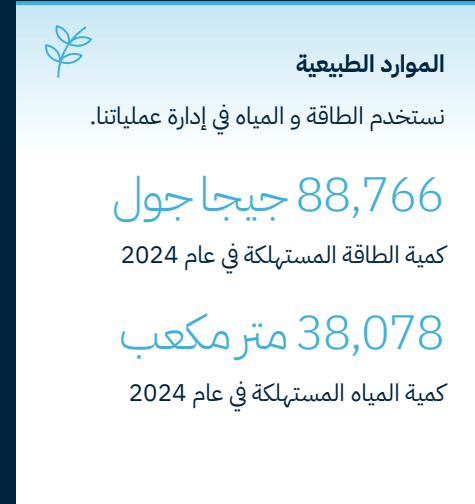 الموارد الطبيعية
نستخدم الطاقة و المياه في إدارة عملياتنا.
88,766 جيجا جول
كمية الطاقة المستهلكة في عام 2024
38,078 متر مكعب
كمية المياه المستهلكة في عام 2024